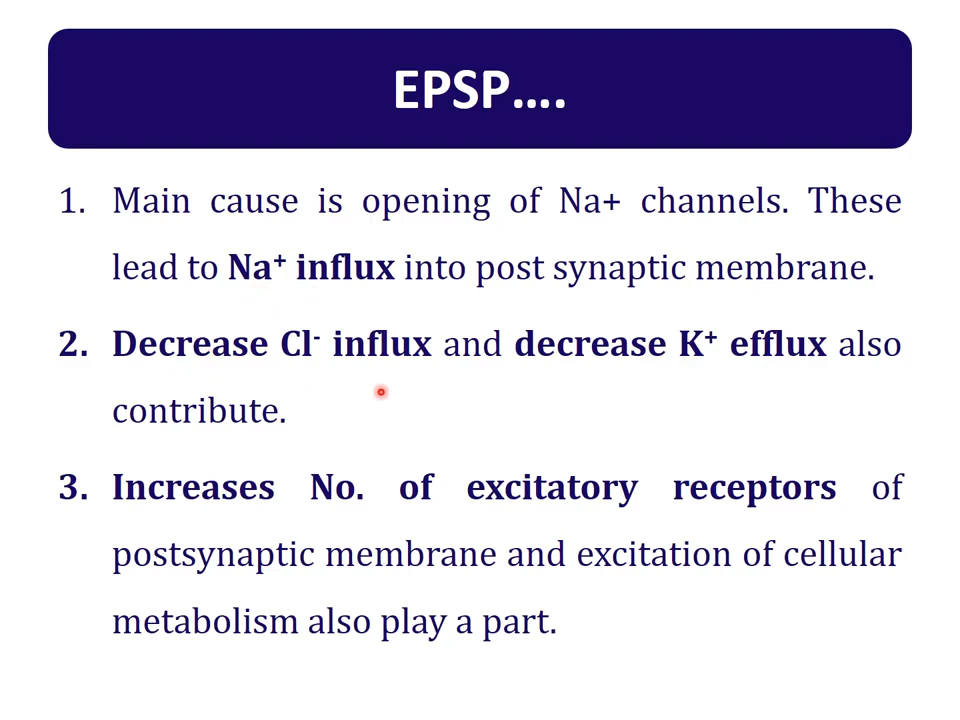 EPSP....
1. Main cause is opening of Na+ channels. These
lead to Na⁺ influx into post synaptic membrane.
2. Decrease Cl⁻ influx and decrease K⁺ efflux also
contribute.
3. Increases No. of excitatory receptors of
postsynaptic membrane and excitation of cellular
metabolism also play a part.